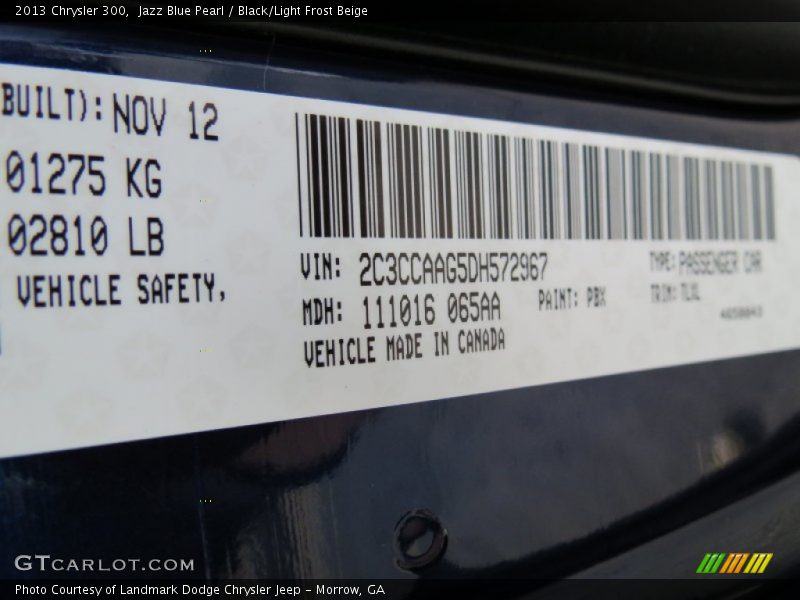 2013 Chrysler 300,  Jazz Blue Pearl / Black/Light Frost Beige
BUILT): NOV 12
01275 KG
02810 LB
VEHICLE SAFETY,
VIN: 2C3CCAAG5DH572967
TYPE: PASSENGER CAR
MDH: 111016 065AA
PAINT: PBX
TRIM: TLXL
VEHICLE MADE IN CANADA
GTCARLOT.COM
Photo Courtesy of Landmark Dodge Chrysler Jeep - Morrow, GA